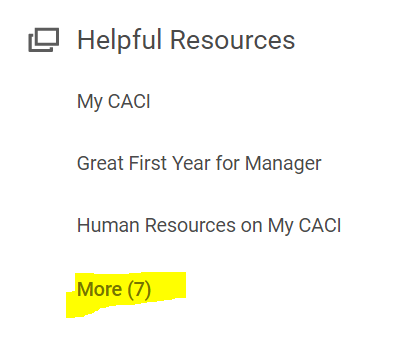 Helpful Resources
My CACI
Great First Year for Manager
Human Resources on My CACI
More (7)